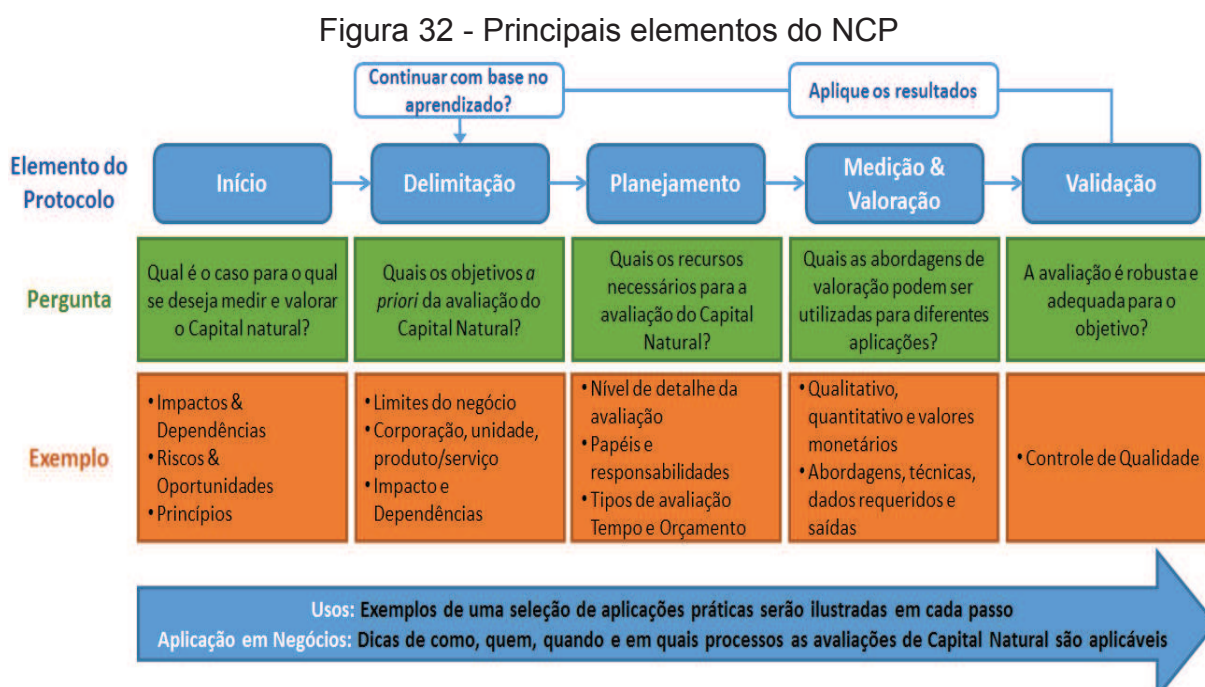 Figura 32 - Principais elementos do NCP
Continuar com base no
aprendizado?
Aplique os resultados
Elemento do
Protocolo
Início
Delimitação
Planejamento
Medição &
Valoração
Validação
Pergunta
Qual é o caso para o qual
se deseja medir e valorar
o Capital natural?
Quais os objetivos a
priori da avaliação do
Capital Natural?
Quais os recursos
necessários para a
avaliação do Capital
Natural?
Quais as abordagens de
valoração podem ser
utilizadas para diferentes
aplicações?
A avaliação é robusta e
adequada para o
objetivo?
Exemplo
• Impactos &
Dependências
• Riscos &
Oportunidades
• Princípios
• Limites do negócio
• Corporação, unidade,
produto/serviço
• Impacto e
Dependências
• Nível de detalhe da
avaliação
• Papéis e
responsabilidades
• Tipos de avaliação
Tempo e Orçamento
• Qualitativo,
quantitativo e valores
monetários
• Abordagens, técnicas,
dados requeridos e
saídas
• Controle de Qualidade
Usos: Exemplos de uma seleção de aplicações práticas serão ilustradas em cada passo
Aplicação em Negócios: Dicas de como, quem, quando e em quais processos as avaliações de Capital Natural são aplicáveis